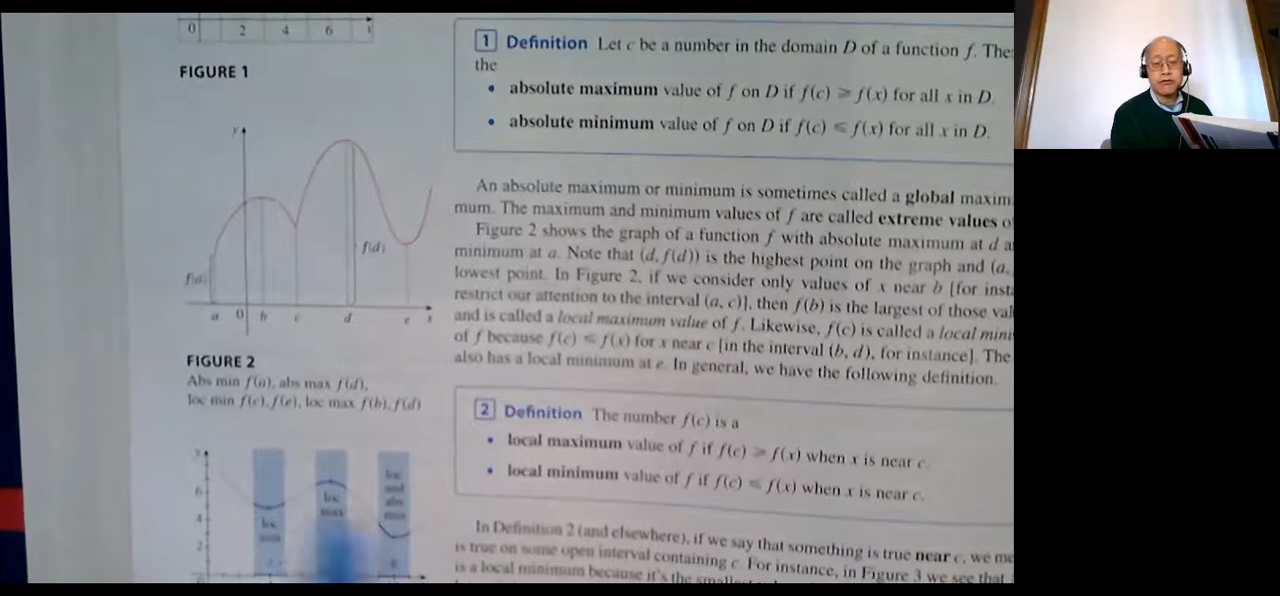 0 2 4 6 x
FIGURE 1
y
f(a)
f(d)
a 0 b c d e x
FIGURE 2
Abs min f(a), abs max f(d),
loc min f(c), f(e), loc max f(b), f(d)
y
6
4
2
0
loc
min
loc
max
loc
and
abs
min
1 Definition Let c be a number in the domain D of a function f. The
the
• absolute maximum value of f on D if f(c) ⩾ f(x) for all x in D.
• absolute minimum value of f on D if f(c) ⩽ f(x) for all x in D.
An absolute maximum or minimum is sometimes called a global maxim
mum. The maximum and minimum values of f are called extreme values o
Figure 2 shows the graph of a function f with absolute maximum at d a
minimum at a. Note that (d, f(d)) is the highest point on the graph and (a,
lowest point. In Figure 2, if we consider only values of x near b [for insta
restrict our attention to the interval (a, c)], then f(b) is the largest of those val
and is called a local maximum value of f. Likewise, f(c) is called a local mini
of f because f(c) ⩽ f(x) for x near c [in the interval (b, d), for instance]. The
also has a local minimum at e. In general, we have the following definition.
2 Definition The number f(c) is a
• local maximum value of f if f(c) ⩾ f(x) when x is near c.
• local minimum value of f if f(c) ⩽ f(x) when x is near c.
In Definition 2 (and elsewhere), if we say that something is true near c, we me
is true on some open interval containing c. For instance, in Figure 3 we see that
is a local minimum because it's the